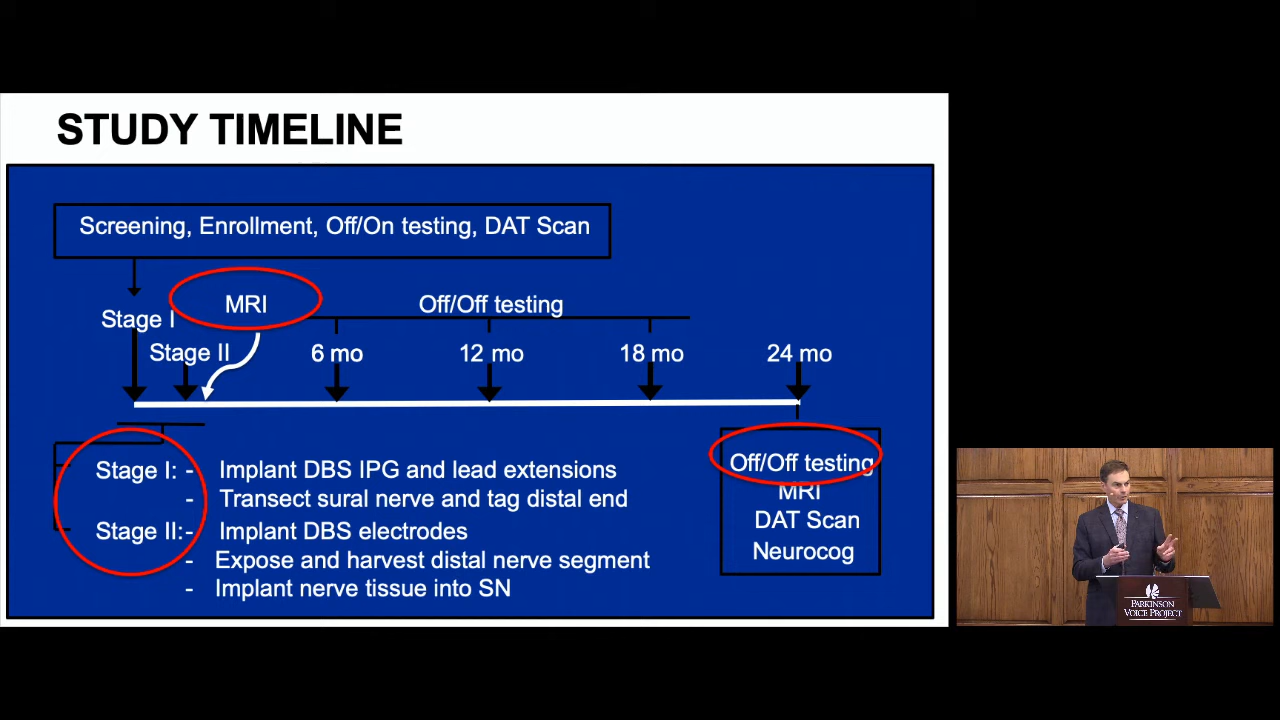 STUDY TIMELINE
Screening, Enrollment, Off/On testing, DAT Scan
MRI
Off/Off testing
Stage I
Stage II
6 mo
12 mo
18 mo
24 mo
Stage I: - Implant DBS IPG and lead extensions
- Transect sural nerve and tag distal end
Stage II:- Implant DBS electrodes
- Expose and harvest distal nerve segment
- Implant nerve tissue into SN
Off/Off testing
MRI
DAT Scan
Neurocog
PARKINSON
VOICE PROJECT